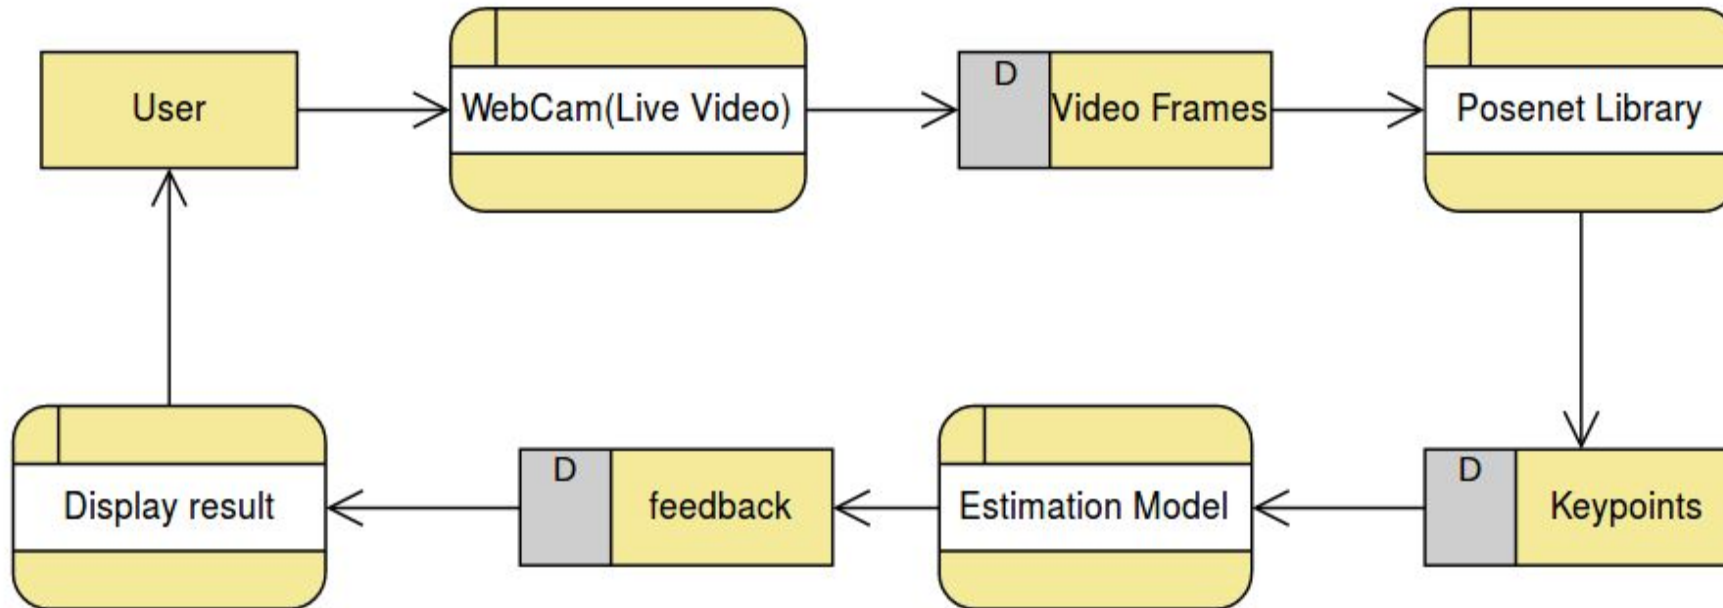 User
WebCam(Live Video)
D
Video Frames
Posenet Library
Display result
D
feedback
Estimation Model
D
Keypoints